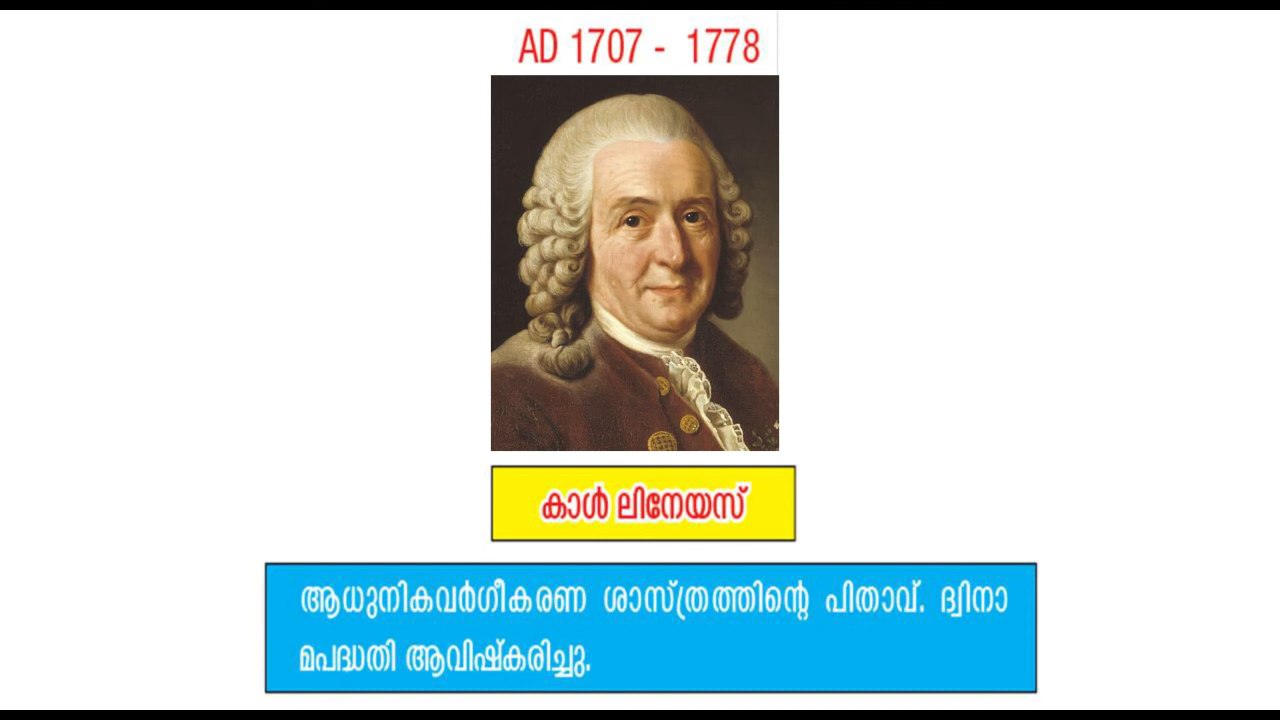 AD 1707 - 1778
കാൾ ലിനേയസ്
ആധുനികവർഗീകരണ ശാസ്ത്രത്തിന്റെ പിതാവ്. ദ്വിനാ
മപദ്ധതി ആവിഷ്കരിച്ചു.